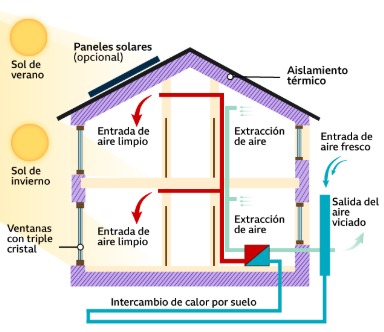 Sol de
verano
Paneles solares
(opcional)
Aislamiento
térmico
Entrada de
aire limpio
Extracción
de aire
Entrada de
aire fresco
Sol de
invierno
Salida del
aire
viciado
Ventanas
con triple
cristal
Entrada de
aire limpio
Extracción
de aire
Intercambio de calor por suelo